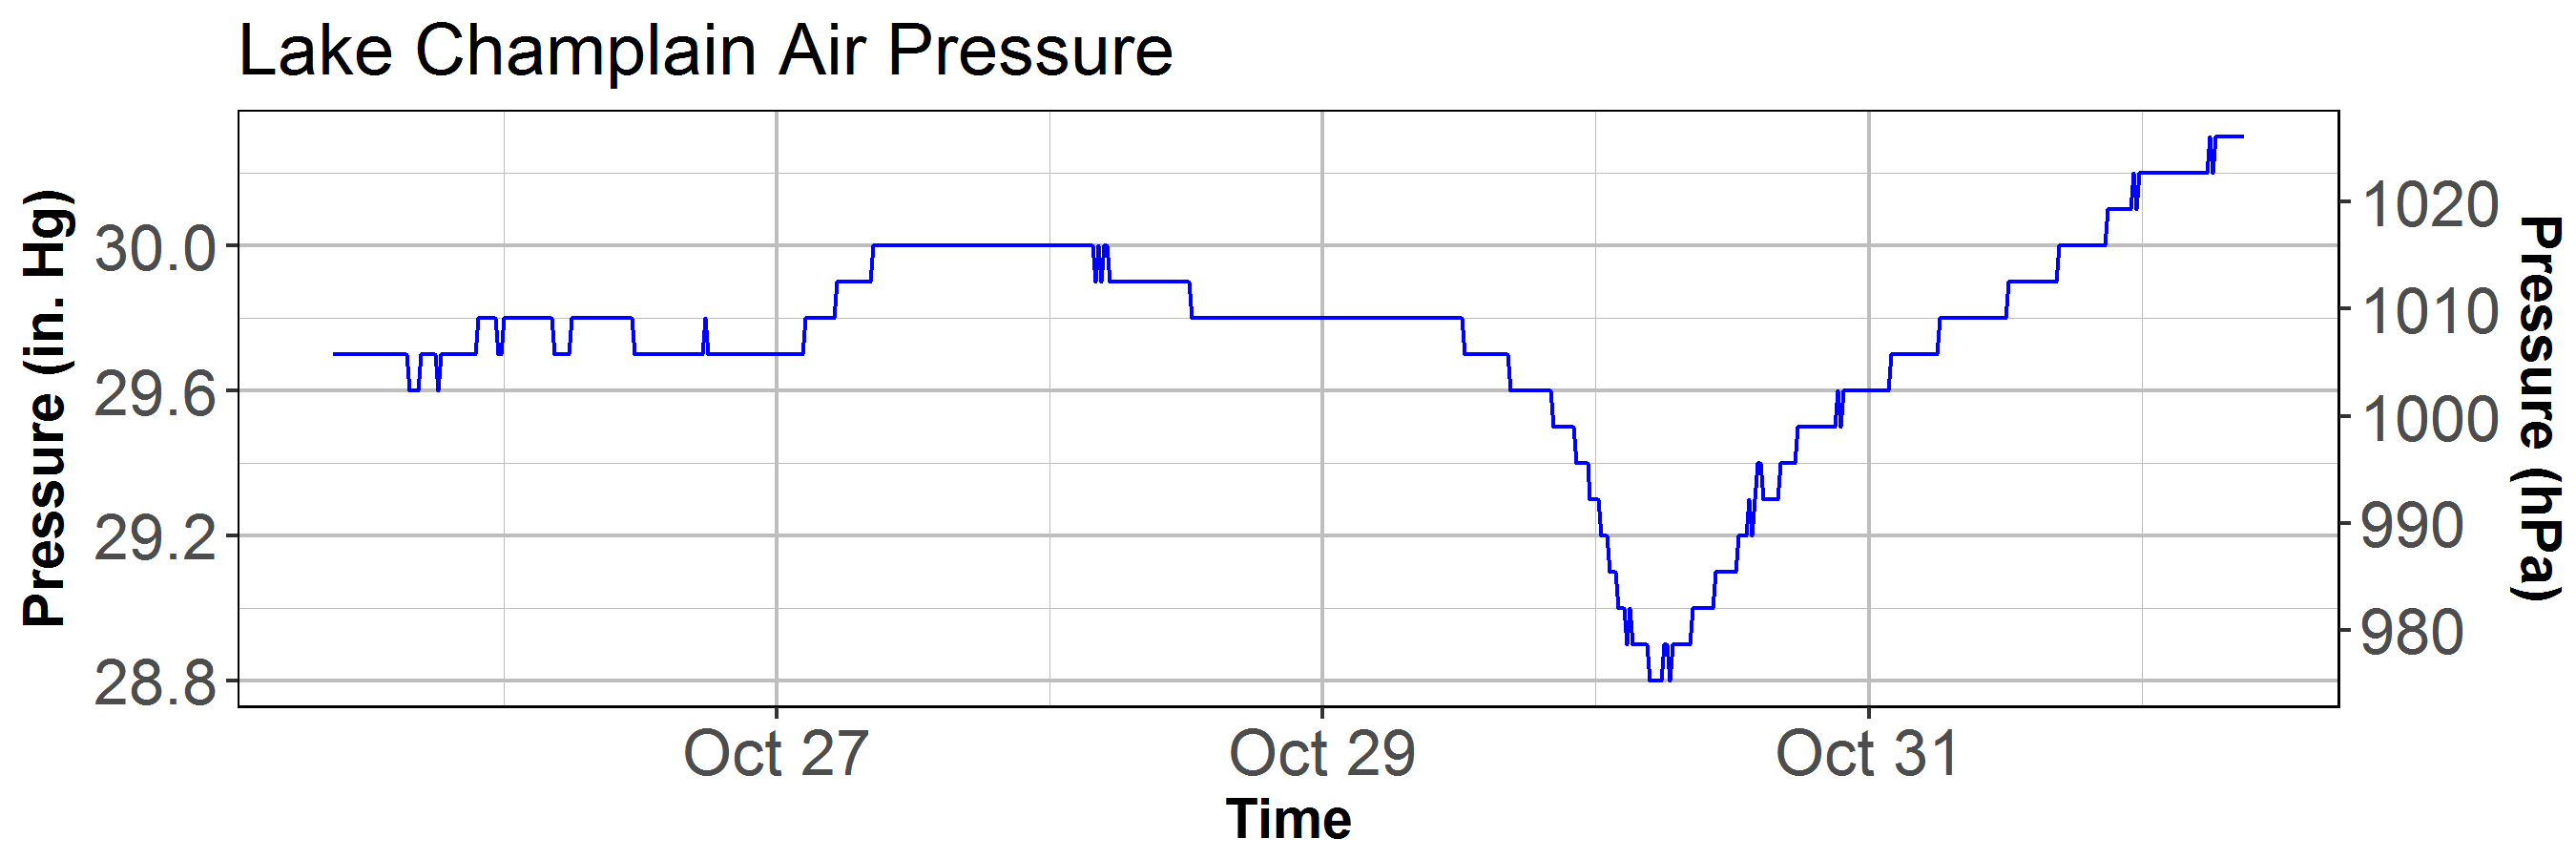 Lake Champlain Air Pressure
Pressure (in. Hg)
30.0
29.6
29.2
28.8
1020
1010
1000
990
980
Pressure (hPa)
Oct 27 Oct 29 Oct 31
Time